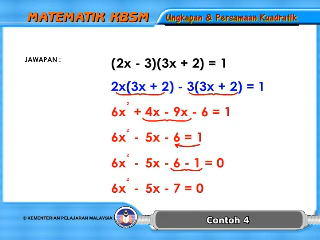 MATEMATIK KBSM
Ungkapan & Persamaan Kuadratik
JAWAPAN :
(2x - 3)(3x + 2) = 1
2x(3x + 2) - 3(3x + 2) = 1
6x² + 4x - 9x - 6 = 1
6x² - 5x - 6 = 1
6x² - 5x - 6 - 1 = 0
6x² - 5x - 7 = 0
© KEMENTERIAN PELAJARAN MALAYSIA
Contoh 4